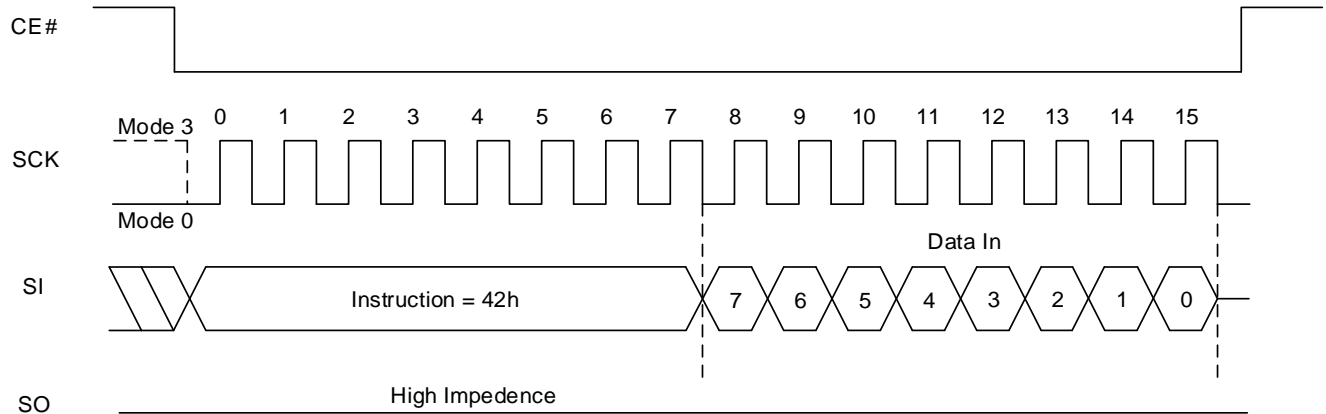 CE#
0 1 2 3 4 5 6 7 8 9 10 11 12 13 14 15
Mode 3
SCK
Mode 0
Data In
SI
Instruction = 42h
7 6 5 4 3 2 1 0
High Impedence
SO